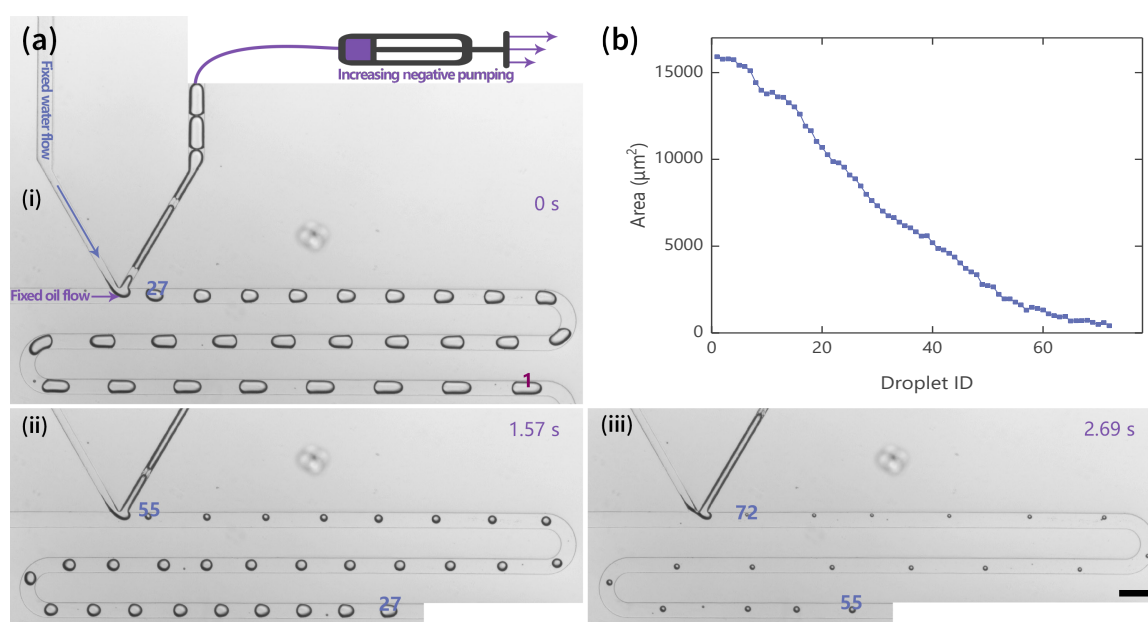 (a)
Increasing negative pumping
Fixed water flow
(i)
0 s
27
Fixed oil flow
1
(b)
15000
10000
5000
0
Area (μm²)
0
20
40
60
Droplet ID
(ii)
1.57 s
55
27
(iii)
2.69 s
72
55